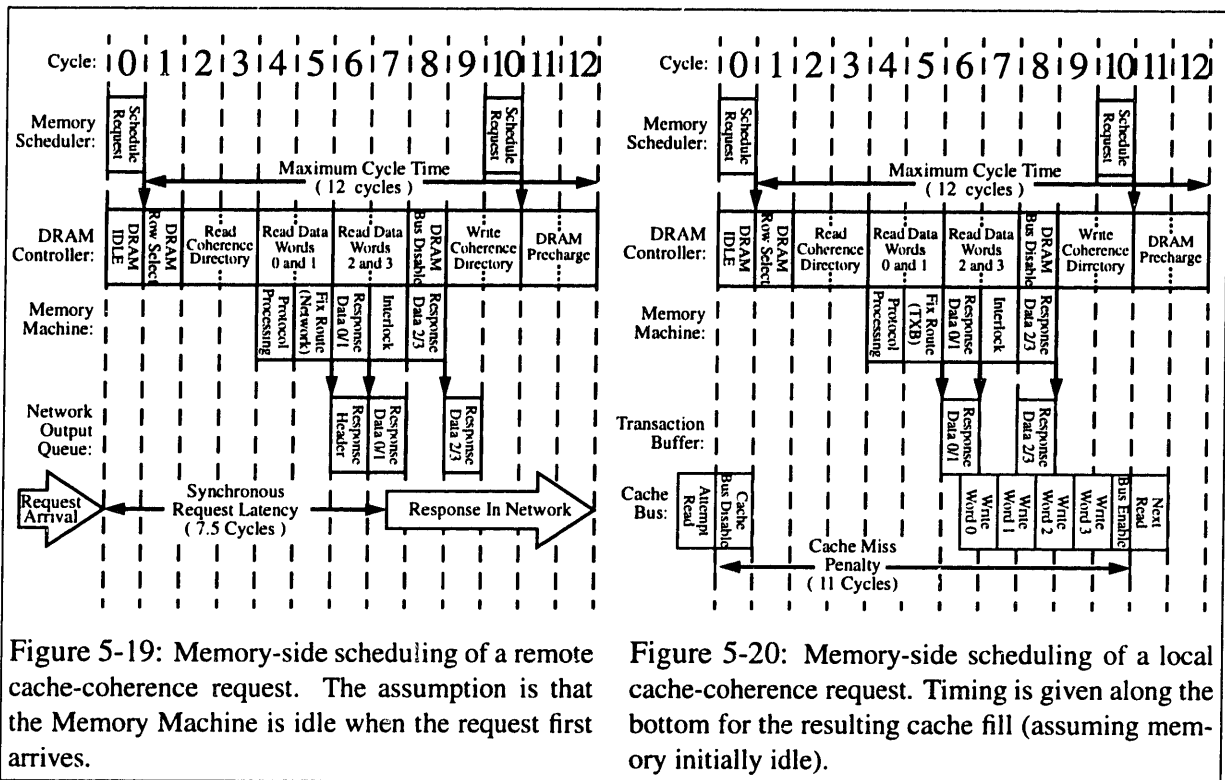 Cycle: 0 1 2 3 4 5 6 7 8 9 10 11 12
Memory Scheduler:
Schedule Request
Schedule Request
Maximum Cycle Time
( 12 cycles )
DRAM Controller:
DRAM IDLE
DRAM Row Select
Read Coherence Directory
Read Data Words 0 and 1
Read Data Words 2 and 3
DRAM Bus Disable
Write Coherence Directory
DRAM Precharge
Memory Machine:
Protocol Processing
Fix Route (Network)
Response Data 0/1
Interlock
Response Data 2/3
Network Output Queue:
Response Header
Response Data 0/1
Response Data 2/3
Request Arrival
Synchronous Request Latency
( 7.5 Cycles )
Response In Network
Figure 5-19: Memory-side scheduling of a remote
cache-coherence request. The assumption is that
the Memory Machine is idle when the request first
arrives.
Cycle: 0 1 2 3 4 5 6 7 8 9 10 11 12
Memory Scheduler:
Schedule Request
Schedule Request
Maximum Cycle Time
( 12 cycles )
DRAM Controller:
DRAM IDLE
DRAM Row Select
Read Coherence Directory
Read Data Words 0 and 1
Read Data Words 2 and 3
DRAM Bus Disable
Write Coherence Dirrctory
DRAM Precharge
Memory Machine:
Protocol Processing
Fix Route (TXB)
Response Data 0/1
Interlock
Response Data 2/3
Transaction Buffer:
Response Data 0/1
Response Data 2/3
Cache Bus:
Attempt Read
Cache Bus Disable
Write Word 0
Write Word 1
Write Word 2
Write Word 3
Bus Enable
Next Read
Cache Miss Penalty
( 11 Cycles)
Figure 5-20: Memory-side scheduling of a local
cache-coherence request. Timing is given along the
bottom for the resulting cache fill (assuming mem-
ory initially idle).